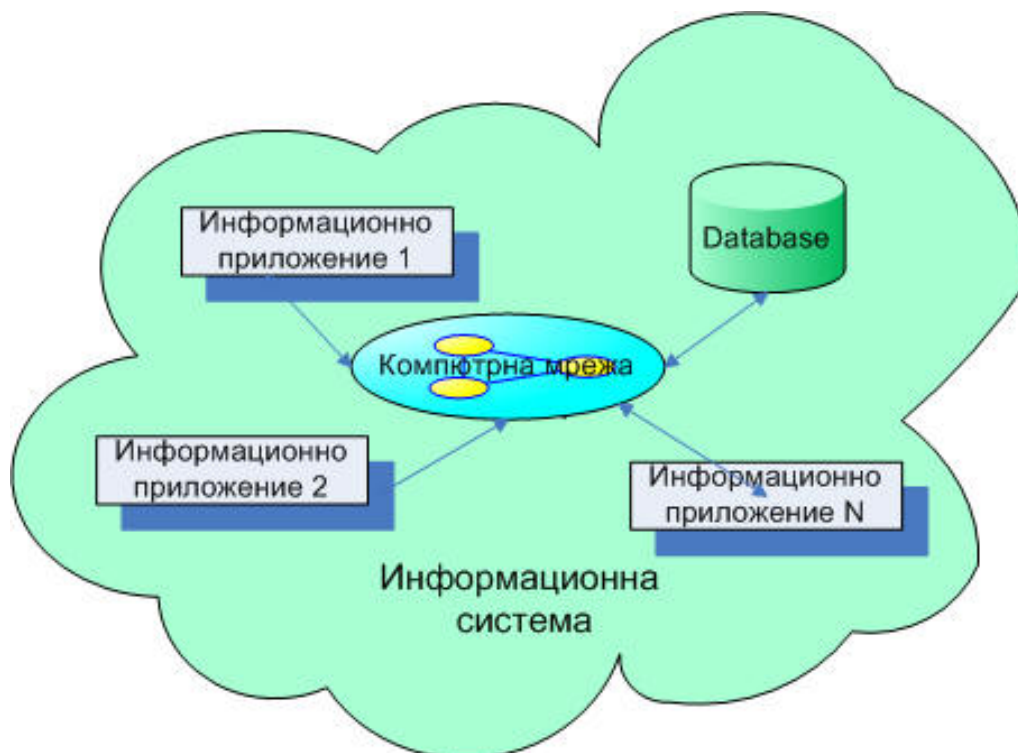 Информационно
приложение 1
Database
Компютрна мрежа
Информационно
приложение 2
Информационно
приложение N
Информационна
система